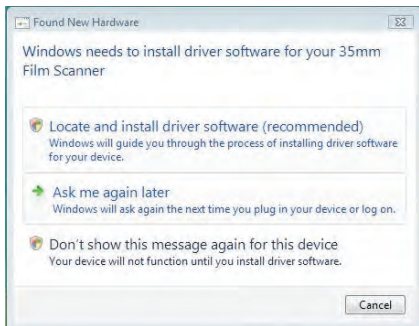 Found New Hardware
Windows needs to install driver software for your 35mm
Film Scanner
Locate and install driver software (recommended)
Windows will guide you through the process of installing driver software
for your device.
Ask me again later
Windows will ask again the next time you plug in your device or log on.
Don't show this message again for this device
Your device will not function until you install driver software.
Cancel